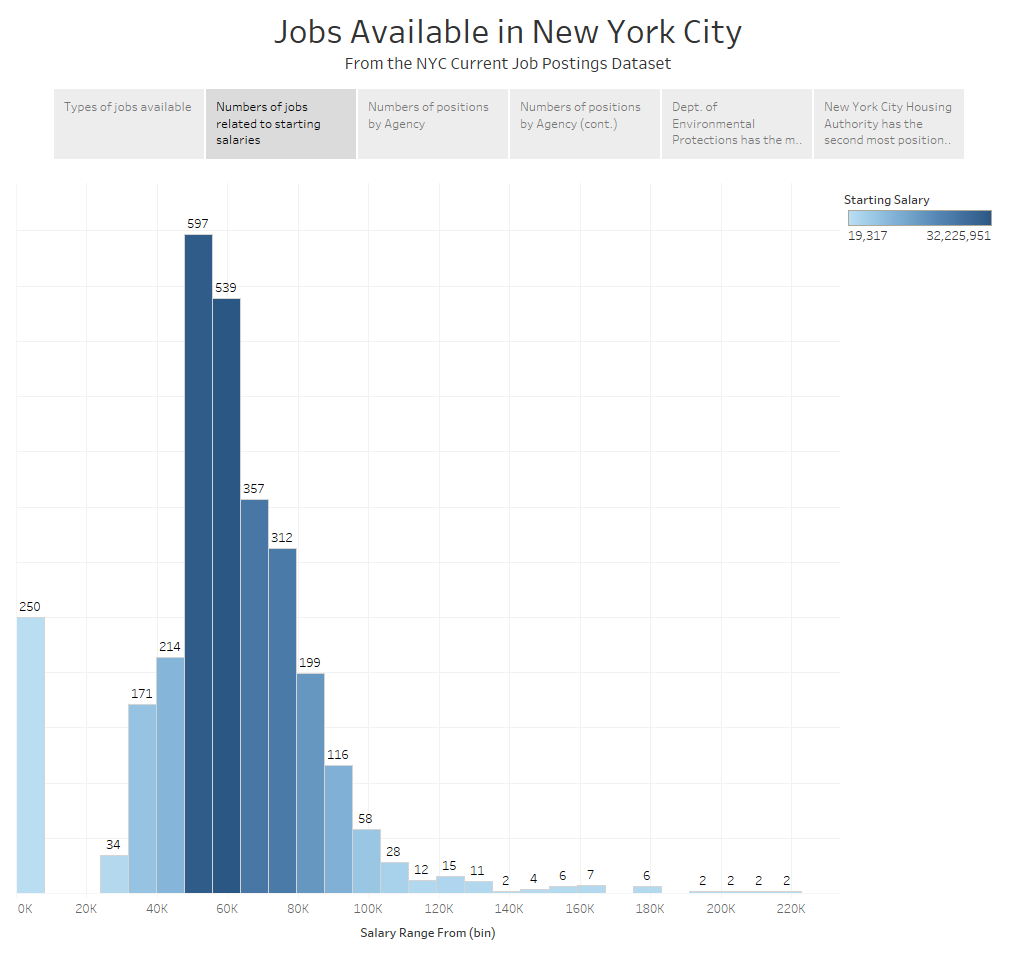 Jobs Available in New York City
From the NYC Current Job Postings Dataset
Types of jobs available
Numbers of jobs
related to starting
salaries
Numbers of positions
by Agency
Numbers of positions
by Agency (cont.)
Dept. of
Environmental
Protections has the m..
New York City Housing
Authority has the
second most position..
Starting Salary
19,317 32,225,951
597
539
357
312
250
214
199
171
116
58
34
28
12
15
11
2
4
6
7
6
2
2
2
2
0K 20K 40K 60K 80K 100K 120K 140K 160K 180K 200K 220K
Salary Range From (bin)